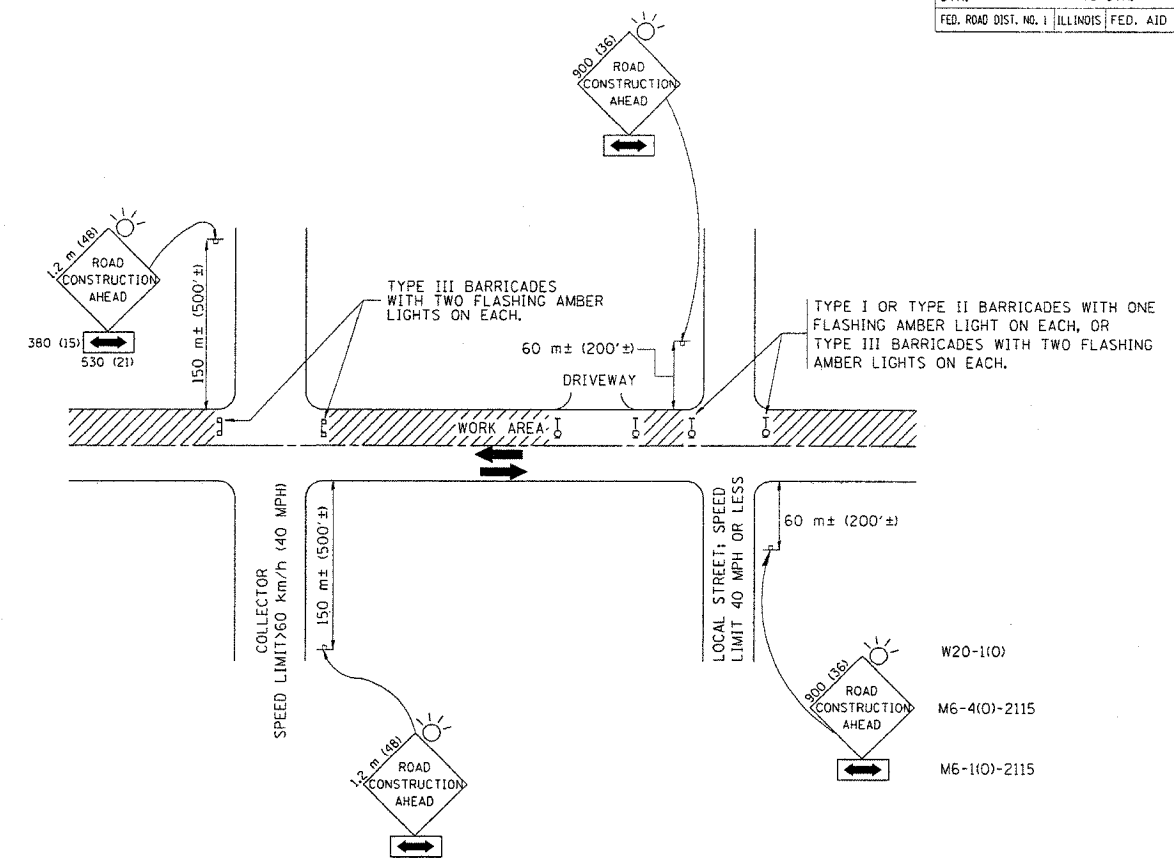 FED. ROAD DIST. NO. 1 ILLINOIS FED. AID
900 (36)
ROAD
CONSTRUCTION
AHEAD
1.2 m (48)
ROAD
CONSTRUCTION
AHEAD
380 (15)
530 (21)
150 m± (500'±)
TYPE III BARRICADES
WITH TWO FLASHING AMBER
LIGHTS ON EACH.
60 m± (200'±)
DRIVEWAY
TYPE I OR TYPE II BARRICADES WITH ONE
FLASHING AMBER LIGHT ON EACH, OR
TYPE III BARRICADES WITH TWO FLASHING
AMBER LIGHTS ON EACH.
WORK AREA
COLLECTOR
SPEED LIMIT>60 km/h (40 MPH)
150 m± (500'±)
LOCAL STREET; SPEED
LIMIT 40 MPH OR LESS
60 m± (200'±)
1.2 m (48)
ROAD
CONSTRUCTION
AHEAD
900 (36)
ROAD
CONSTRUCTION
AHEAD
W20-1(O)
M6-4(O)-2115
M6-1(O)-2115